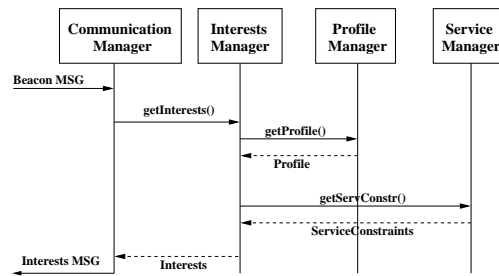 Communication
Manager
Interests
Manager
Profile
Manager
Service
Manager
Beacon MSG
getInterests()
getProfile()
Profile
getServConstr()
ServiceConstraints
Interests
Interests MSG